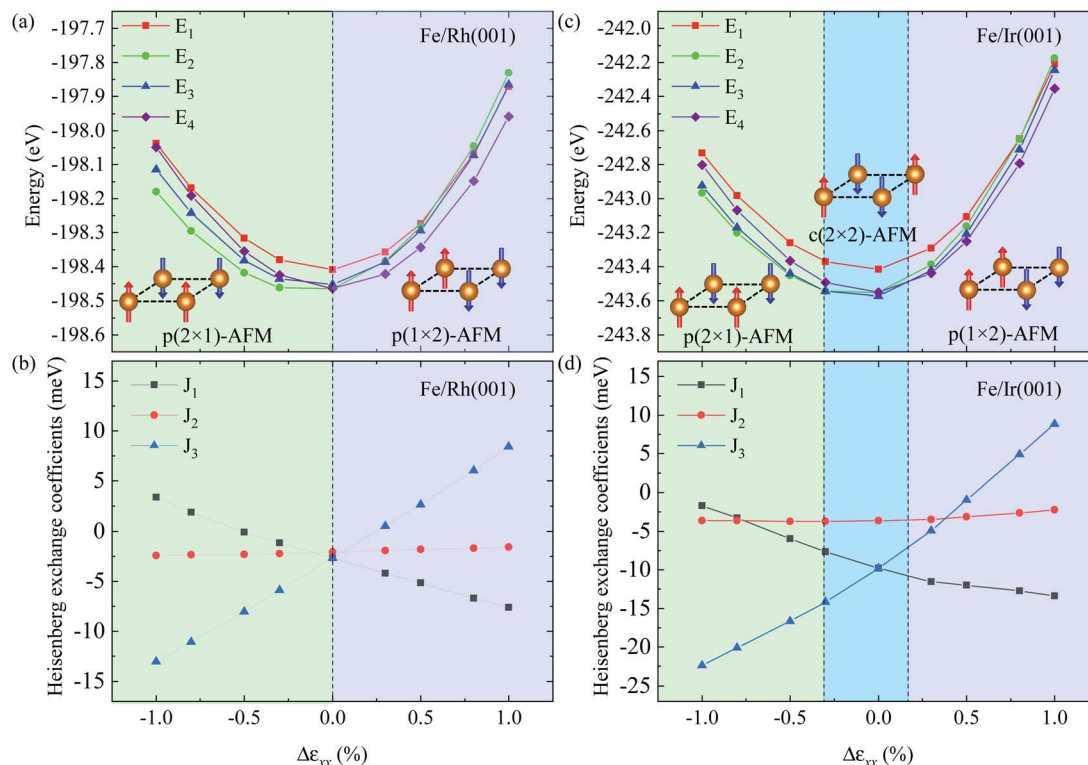 (a)
Fe/Rh(001)
E₁
E₂
E₃
E₄
-197.7
-197.8
-197.9
-198.0
-198.1
-198.2
-198.3
-198.4
-198.5
-198.6
Energy (eV)
p(2×1)-AFM
p(1×2)-AFM
(c)
Fe/Ir(001)
E₁
E₂
E₃
E₄
-242.0
-242.2
-242.4
-242.6
-242.8
-243.0
-243.2
-243.4
-243.6
-243.8
Energy (eV)
c(2×2)-AFM
p(2×1)-AFM
p(1×2)-AFM
(b)
Fe/Rh(001)
J₁
J₂
J₃
15
10
5
0
-5
-10
-15
Heisenberg exchange coefficients (meV)
-1.0 -0.5 0.0 0.5 1.0
Δεxx (%)
(d)
Fe/Ir(001)
J₁
J₂
J₃
15
10
5
0
-5
-10
-15
-20
-25
Heisenberg exchange coefficients (meV)
-1.0 -0.5 0.0 0.5 1.0
Δεxx (%)